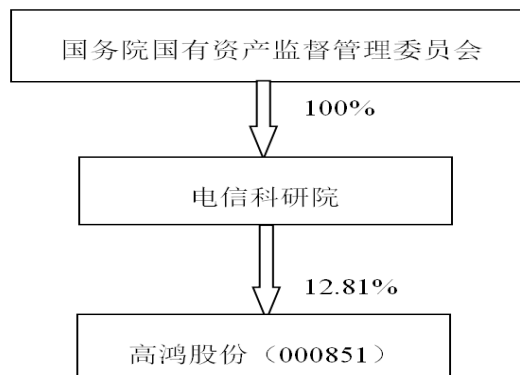 国务院国有资产监督管理委员会
100%
电信科研院
12.81%
高鸿股份（000851）